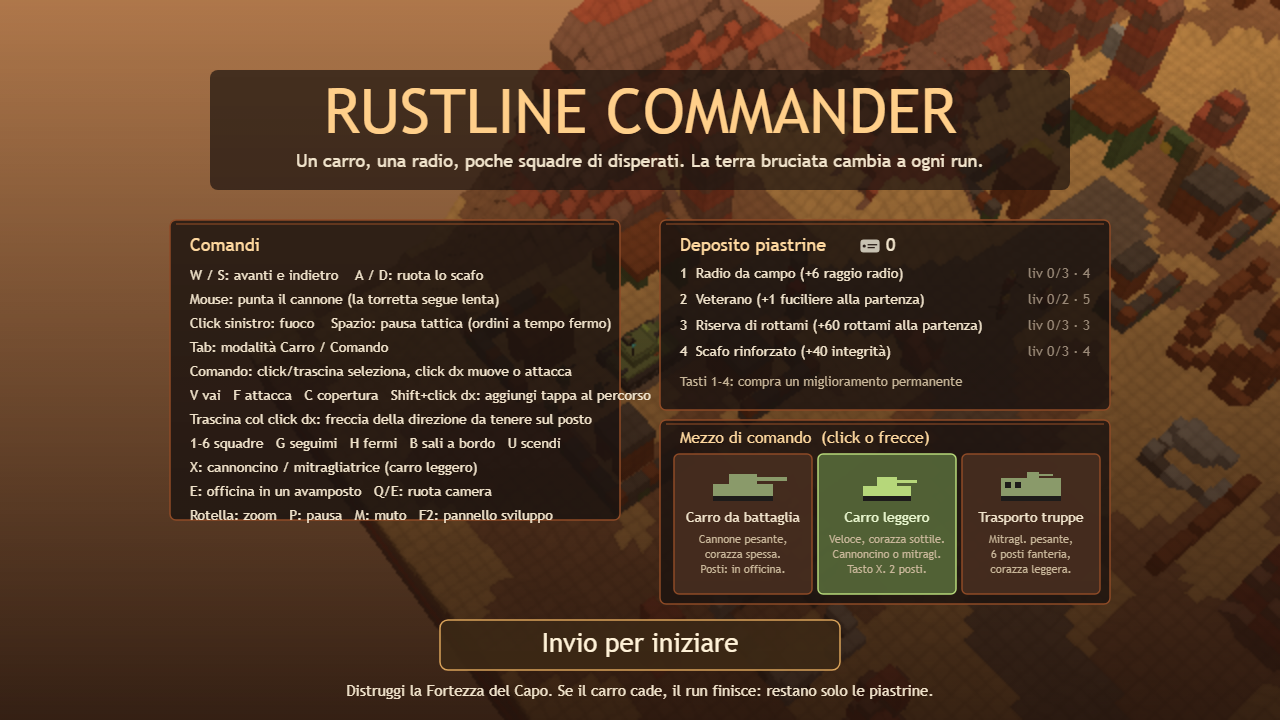 RUSTLINE COMMANDER
Un carro, una radio, poche squadre di disperati. La terra bruciata cambia a ogni run.
Comandi
W / S: avanti e indietro    A / D: ruota lo scafo
Mouse: punta il cannone (la torretta segue lenta)
Click sinistro: fuoco    Spazio: pausa tattica (ordini a tempo fermo)
Tab: modalità Carro / Comando
Comando: click/trascina seleziona, click dx muove o attacca
V vai   F attacca   C copertura   Shift+click dx: aggiungi tappa al percorso
Trascina col click dx: freccia della direzione da tenere sul posto
1-6 squadre   G seguimi   H fermi   B sali a bordo   U scendi
X: cannoncino / mitragliatrice (carro leggero)
E: officina in un avamposto   Q/E: ruota camera
Rotella: zoom   P: pausa   M: muto   F2: pannello sviluppo
Deposito piastrine 0
1 Radio da campo (+6 raggio radio) liv 0/3 · 4
2 Veterano (+1 fuciliere alla partenza) liv 0/2 · 5
3 Riserva di rottami (+60 rottami alla partenza) liv 0/3 · 3
4 Scafo rinforzato (+40 integrità) liv 0/3 · 4
Tasti 1-4: compra un miglioramento permanente
Mezzo di comando (click o frecce)
Carro da battaglia
Cannone pesante,
corazza spessa.
Posti: in officina.
Carro leggero
Veloce, corazza sottile.
Cannoncino o mitragl.
Tasto X. 2 posti.
Trasporto truppe
Mitragl. pesante,
6 posti fanteria,
corazza leggera.
Invio per iniziare
Distruggi la Fortezza del Capo. Se il carro cade, il run finisce: restano solo le piastrine.